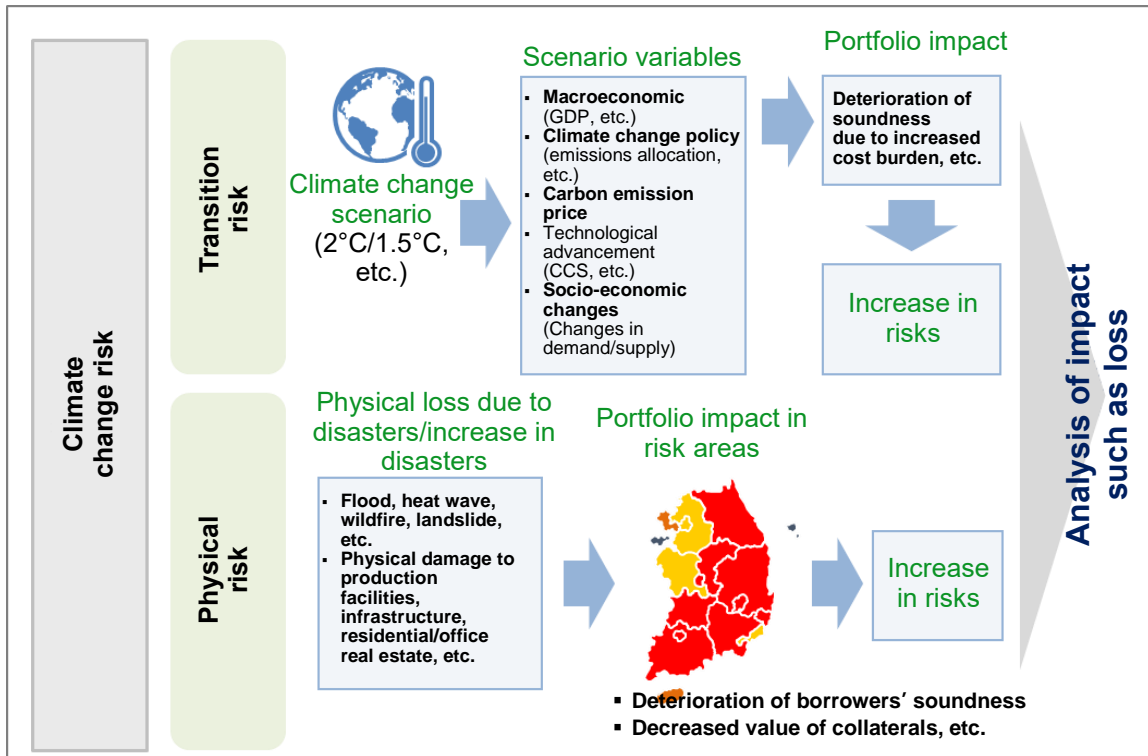 Climate
change risk
Transition
risk
Climate change
scenario
(2°C/1.5°C,
etc.)
Scenario variables
▪ Macroeconomic
(GDP, etc.)
▪ Climate change policy
(emissions allocation,
etc.)
▪ Carbon emission
price
▪ Technological
advancement
(CCS, etc.)
▪ Socio-economic
changes
(Changes in
demand/supply)
Portfolio impact
Deterioration of
soundness
due to increased
cost burden, etc.
Increase in
risks
Physical
risk
Physical loss due to
disasters/increase in
disasters
▪ Flood, heat wave,
wildfire, landslide,
etc.
▪ Physical damage to
production
facilities,
infrastructure,
residential/office
real estate, etc.
Portfolio impact in
risk areas
Increase
in risks
▪ Deterioration of borrowers’ soundness
▪ Decreased value of collaterals, etc.
Analysis of impact
such as loss